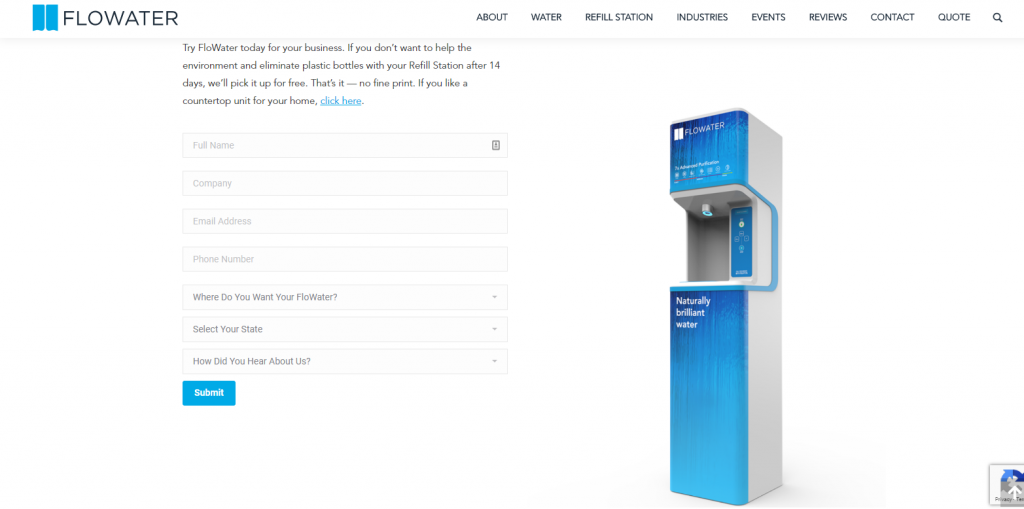 FLOWATER
ABOUT WATER REFILL STATION INDUSTRIES EVENTS REVIEWS CONTACT QUOTE
Try FloWater today for your business. If you don’t want to help the
environment and eliminate plastic bottles with your Refill Station after 14
days, we’ll pick it up for free. That’s it — no fine print. If you like a
countertop unit for your home, click here.
Full Name
Company
Email Address
Phone Number
Where Do You Want Your FloWater?
Select Your State
How Did You Hear About Us?
Submit
FLOWATER
7x Advanced Purification
Naturally
brilliant
water
Privacy